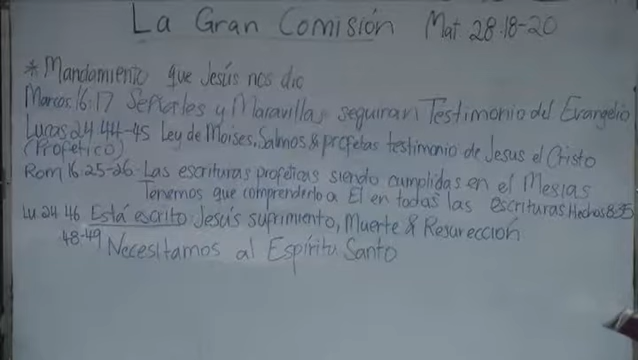 La Gran Comisión Mat 28:18-20
* Mandamiento que Jesús nos dio
Marcos 16:17 Señales y Maravillas seguiran Testimonio del Evangelio
Lucas 24 44-45 Ley de Moises, Salmos & profetas testimonio de Jesus el Cristo
(Profetico)
Rom 16:25-26 Las escrituras profeticas siendo cumplidas en el Mesias
Tenemos que comprenderlo a El en todas las escrituras Hechos 8:35
Lu. 24 46 Está escrito Jesús sufrimiento, Muerte & Resurección
48-49 Necesitamos al Espíritu Santo